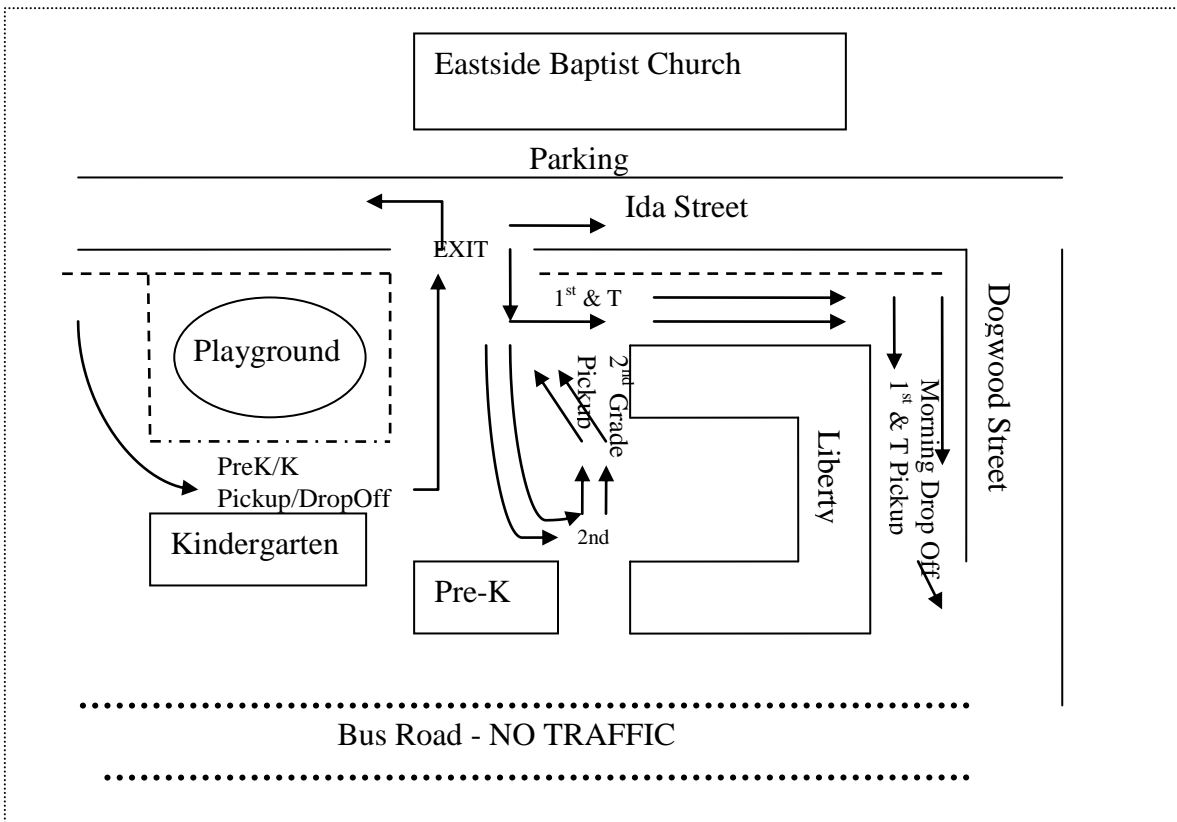 Eastside Baptist Church
Parking
Ida Street
EXIT
1st & T
Playground
2nd Grade
Pickup
Liberty
1st & T Pickup
Morning Drop Off
Dogwood Street
PreK/K
Pickup/DropOff
Kindergarten
2nd
Pre-K
Bus Road - NO TRAFFIC